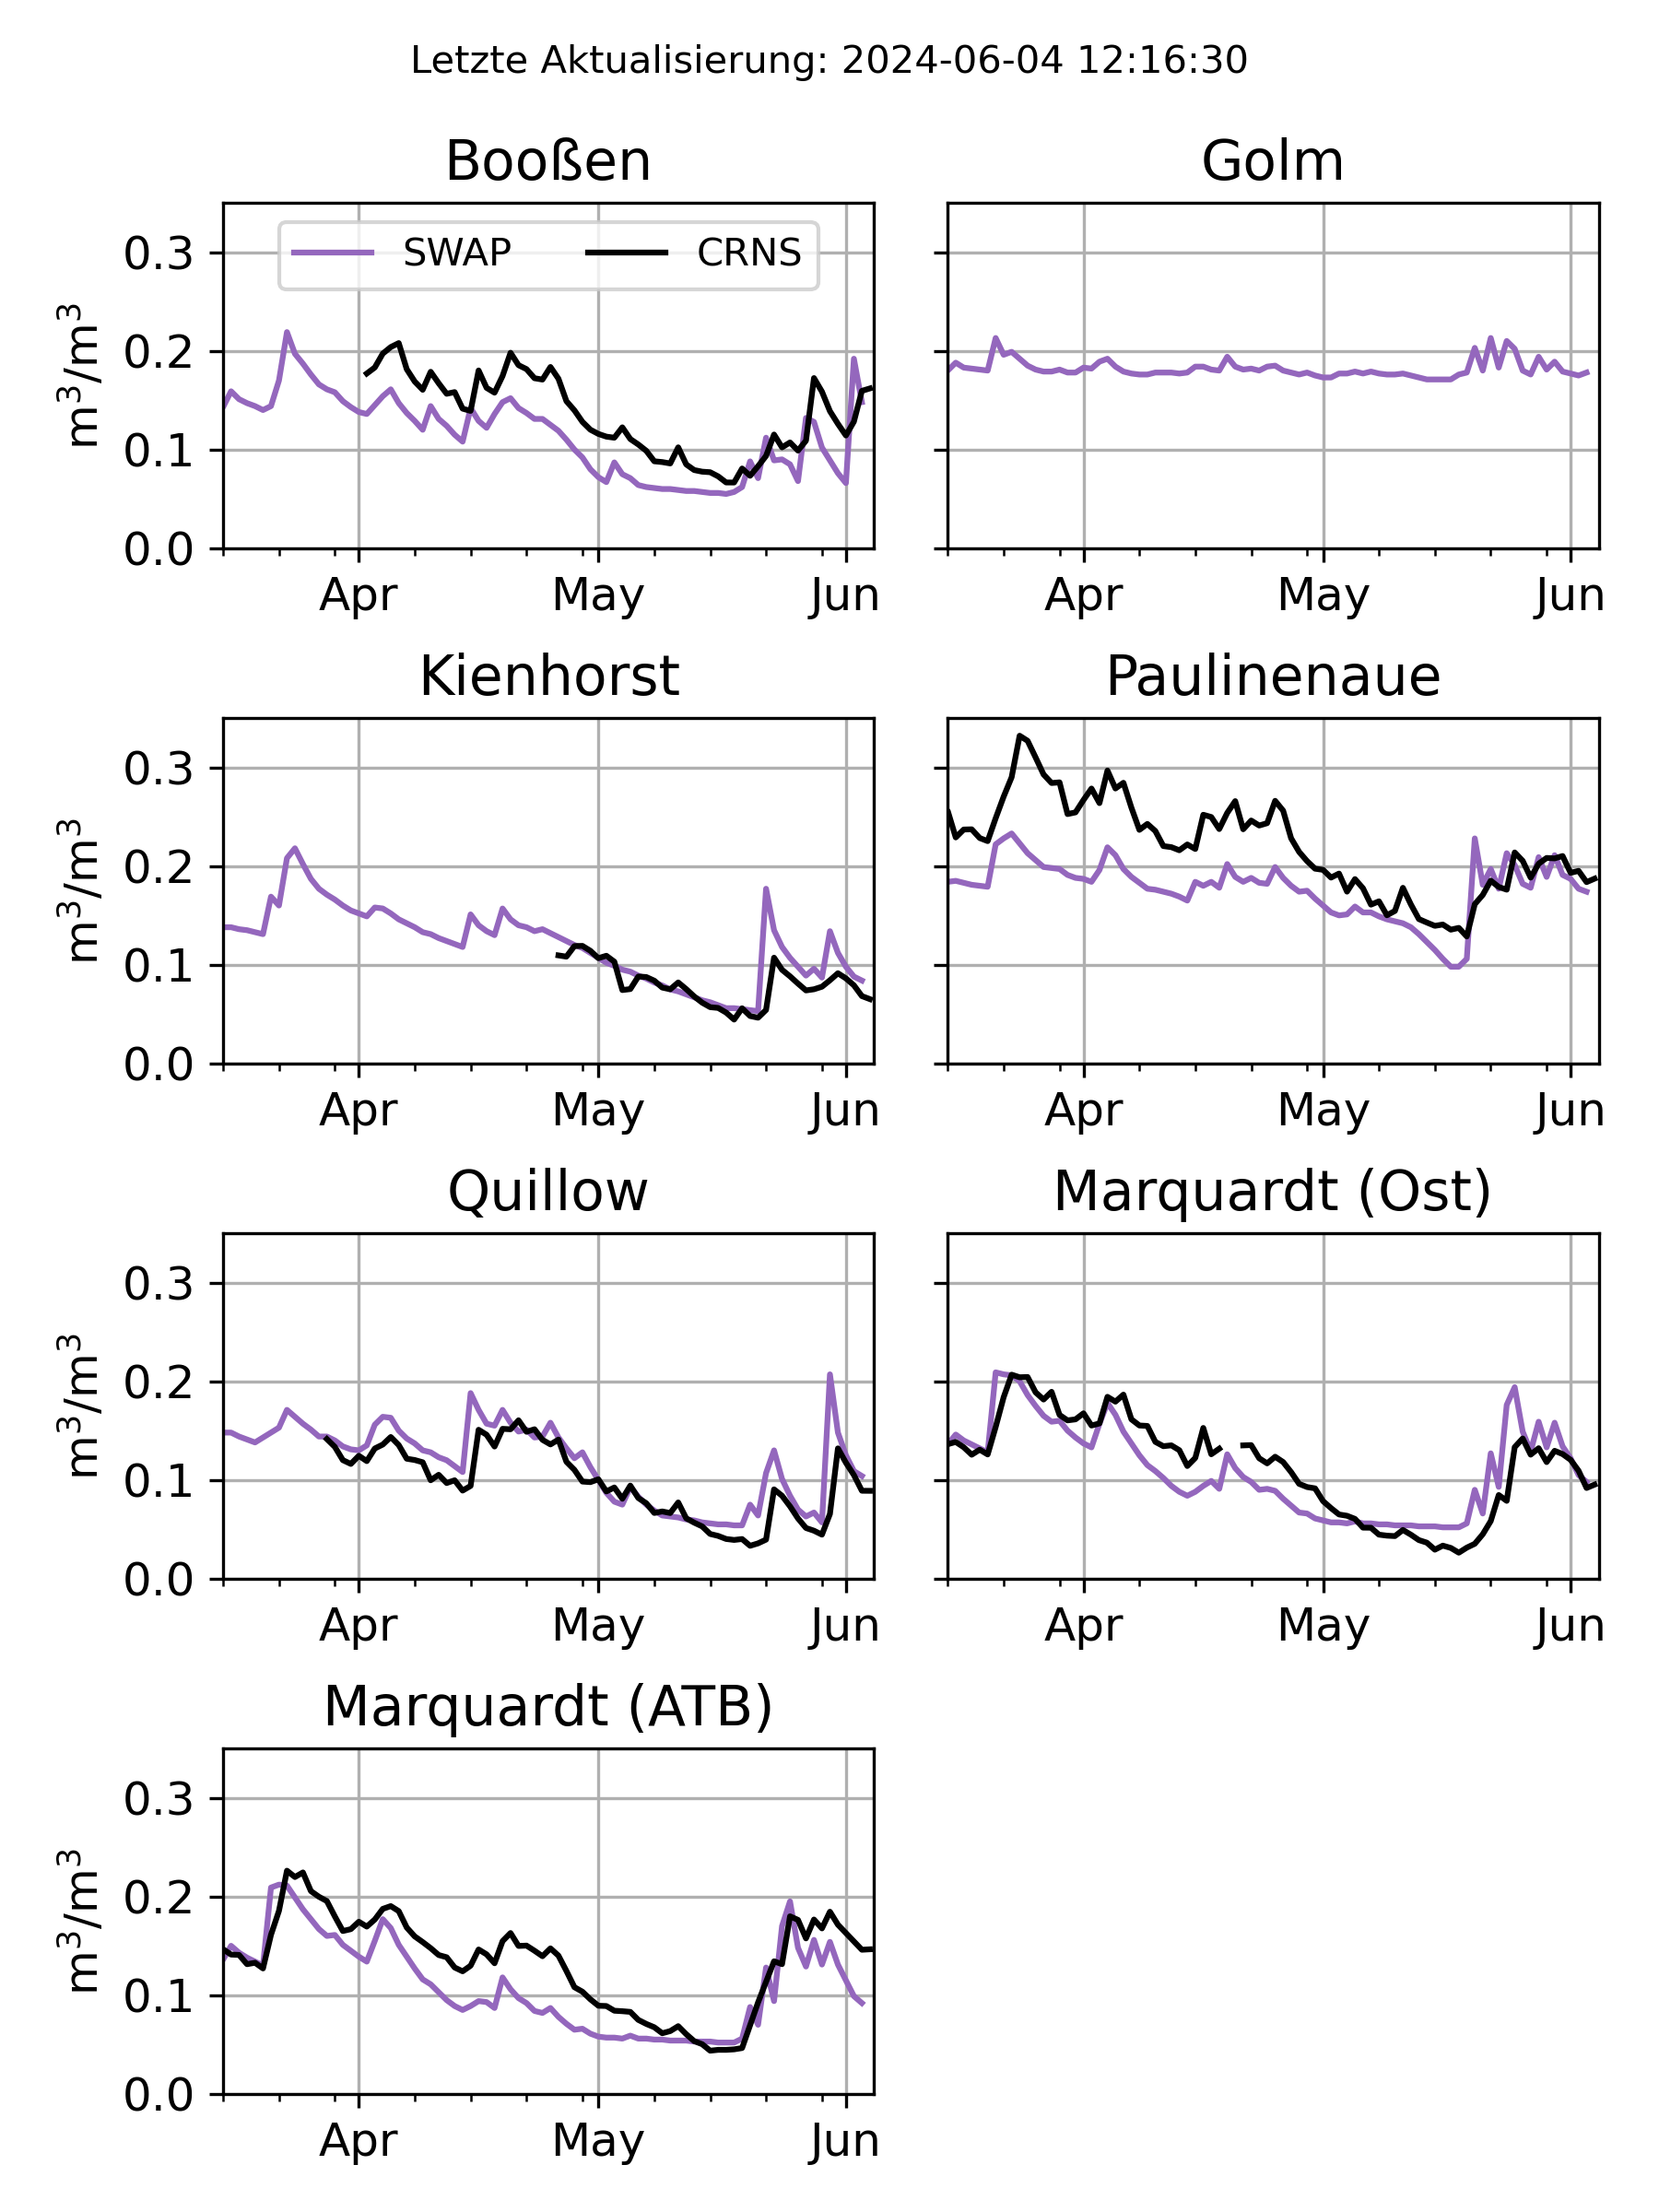 Letzte Aktualisierung: 2024-06-04 12:16:30
Booßen
Golm
SWAP CRNS
m³/m³
0.3
0.2
0.1
0.0
Apr May Jun
Apr May Jun
Kienhorst
Paulinenaue
m³/m³
0.3
0.2
0.1
0.0
Apr May Jun
Apr May Jun
Quillow
Marquardt (Ost)
m³/m³
0.3
0.2
0.1
0.0
Apr May Jun
Apr May Jun
Marquardt (ATB)
m³/m³
0.3
0.2
0.1
0.0
Apr May Jun